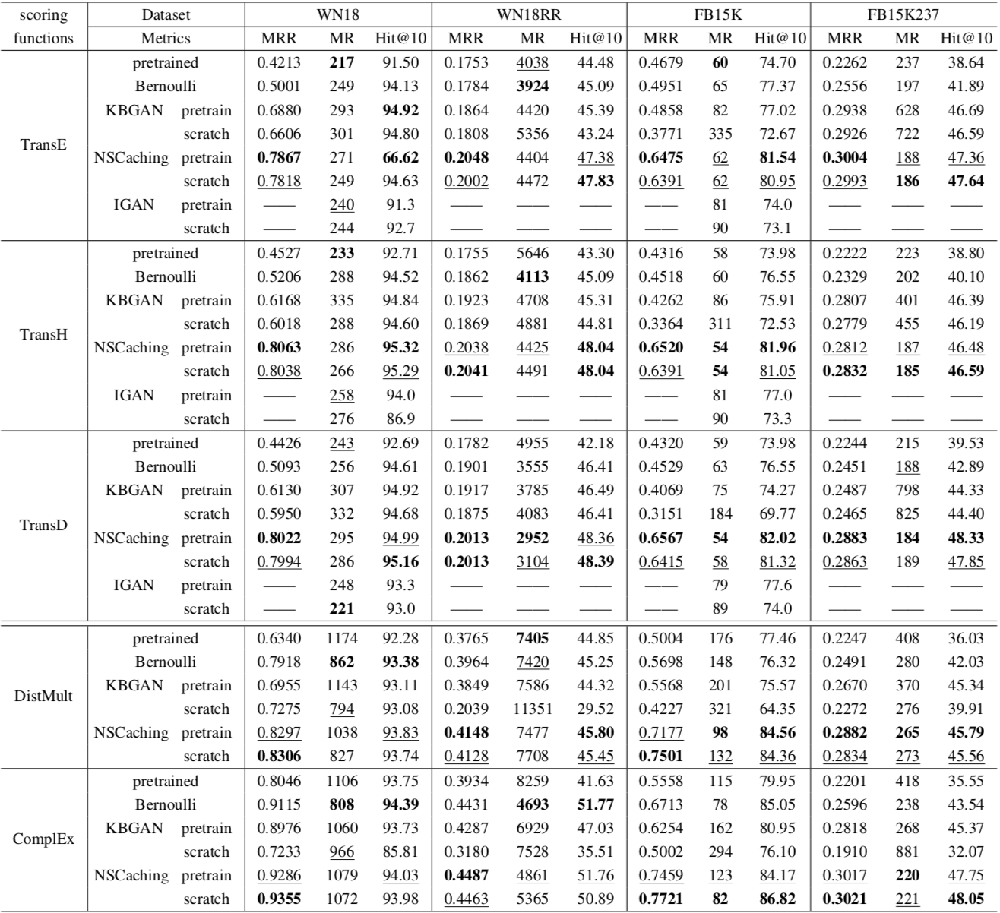 scoring Dataset WN18 WN18RR FB15K FB15K237
functions Metrics MRR MR Hit@10 MRR MR Hit@10 MRR MR Hit@10 MRR MR Hit@10
pretrained 0.4213 217 91.50 0.1753 4038 44.48 0.4679 60 74.70 0.2262 237 38.64
Bernoulli 0.5001 249 94.13 0.1784 3924 45.09 0.4951 65 77.37 0.2556 197 41.89
KBGAN pretrain 0.6880 293 94.92 0.1864 4420 45.39 0.4858 82 77.02 0.2938 628 46.69
TransE scratch 0.6606 301 94.80 0.1808 5356 43.24 0.3771 335 72.67 0.2926 722 46.59
NSCaching pretrain 0.7867 271 66.62 0.2048 4404 47.38 0.6475 62 81.54 0.3004 188 47.36
scratch 0.7818 249 94.63 0.2002 4472 47.83 0.6391 62 80.95 0.2993 186 47.64
IGAN pretrain —— 240 91.3 —— —— —— —— 81 74.0 —— —— ——
scratch —— 244 92.7 —— —— —— —— 90 73.1 —— —— ——
pretrained 0.4527 233 92.71 0.1755 5646 43.30 0.4316 58 73.98 0.2222 223 38.80
Bernoulli 0.5206 288 94.52 0.1862 4113 45.09 0.4518 60 76.55 0.2329 202 40.10
KBGAN pretrain 0.6168 335 94.84 0.1923 4708 45.31 0.4262 86 75.91 0.2807 401 46.39
TransH scratch 0.6018 288 94.60 0.1869 4881 44.81 0.3364 311 72.53 0.2779 455 46.19
NSCaching pretrain 0.8063 286 95.32 0.2038 4425 48.04 0.6520 54 81.96 0.2812 187 46.48
scratch 0.8038 266 95.29 0.2041 4491 48.04 0.6391 54 81.05 0.2832 185 46.59
IGAN pretrain —— 258 94.0 —— —— —— —— 81 77.0 —— —— ——
scratch —— 276 86.9 —— —— —— —— 90 73.3 —— —— ——
pretrained 0.4426 243 92.69 0.1782 4955 42.18 0.4320 59 73.98 0.2244 215 39.53
Bernoulli 0.5093 256 94.61 0.1901 3555 46.41 0.4529 63 76.55 0.2451 188 42.89
KBGAN pretrain 0.6130 307 94.92 0.1917 3785 46.49 0.4069 75 74.27 0.2487 798 44.33
TransD scratch 0.5950 332 94.68 0.1875 4083 46.41 0.3151 184 69.77 0.2465 825 44.40
NSCaching pretrain 0.8022 295 94.99 0.2013 2952 48.36 0.6567 54 82.02 0.2883 184 48.33
scratch 0.7994 286 95.16 0.2013 3104 48.39 0.6415 58 81.32 0.2863 189 47.85
IGAN pretrain —— 248 93.3 —— —— —— —— 79 77.6 —— —— ——
scratch —— 221 93.0 —— —— —— —— 89 74.0 —— —— ——
pretrained 0.6340 1174 92.28 0.3765 7405 44.85 0.5004 176 77.46 0.2247 408 36.03
Bernoulli 0.7918 862 93.38 0.3964 7420 45.25 0.5698 148 76.32 0.2491 280 42.03
KBGAN pretrain 0.6955 1143 93.11 0.3849 7586 44.32 0.5568 201 75.57 0.2670 370 45.34
DistMult scratch 0.7275 794 93.08 0.2039 11351 29.52 0.4227 321 64.35 0.2272 276 39.91
NSCaching pretrain 0.8297 1038 93.83 0.4148 7477 45.80 0.7177 98 84.56 0.2882 265 45.79
scratch 0.8306 827 93.74 0.4128 7708 45.45 0.7501 132 84.36 0.2834 273 45.56
pretrained 0.8046 1106 93.75 0.3934 8259 41.63 0.5558 115 79.95 0.2201 418 35.55
Bernoulli 0.9115 808 94.39 0.4431 4693 51.77 0.6713 78 85.05 0.2596 238 43.54
KBGAN pretrain 0.8976 1060 93.73 0.4287 6929 47.03 0.6254 162 80.95 0.2818 268 45.37
ComplEx scratch 0.7233 966 85.81 0.3180 7528 35.51 0.5002 294 76.10 0.1910 881 32.07
NSCaching pretrain 0.9286 1079 94.03 0.4487 4861 51.76 0.7459 123 84.17 0.3017 220 47.75
scratch 0.9355 1072 93.98 0.4463 5365 50.89 0.7721 82 86.82 0.3021 221 48.05